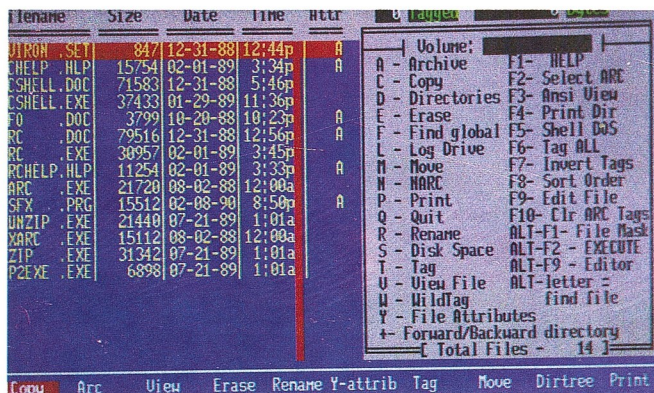 ilename Size Date Time Attr 0 Tagged 0 Bytes
VIRON .SET 847 12-31-88 12:44p A
CHELP .HLP 15754 02-01-89 3:34p A
CSHELL.DOC 71583 12-31-88 5:46p
CSHELL.EXE 37433 01-29-89 11:36p
FO .DOC 3799 10-20-88 10:23p A
RC .DOC 79516 12-31-88 12:56p A
RC .EXE 30957 02-01-89 3:45p
RCHELP.HLP 11254 02-01-89 3:33p A
ARC .EXE 21720 08-02-88 12:00a
SFX .PRG 15512 02-08-90 8:50p A
UNZIP .EXE 21440 07-21-89 1:01a
XARC .EXE 15112 08-02-88 12:00a
ZIP .EXE 31342 07-21-89 1:01a
P2EXE .EXE 6898 07-21-89 1:01a
Volume:
A - Archive F1- HELP
C - Copy F2- Select ARC
D - Directories F3- Ansi View
E - Erase F4- Print Dir
F - Find global F5- Shell DOS
L - Log Drive F6- Tag ALL
M - Move F7- Invert Tags
N - NARC F8- Sort Order
P - Print F9- Edit File
Q - Quit F10- Clr ARC Tags
R - Rename ALT-F1- File Mask
S - Disk Space ALT-F2 - EXECUTE
T - Tag ALT-F9 - Editor
V - View File ALT-letter =
W - WildTag find file
Y - File Attributes
+- Forward/Backward directory
[ Total Files - 14 ]
Copy Arc View Erase Rename Y-attrib Tag Move Dirtree Print